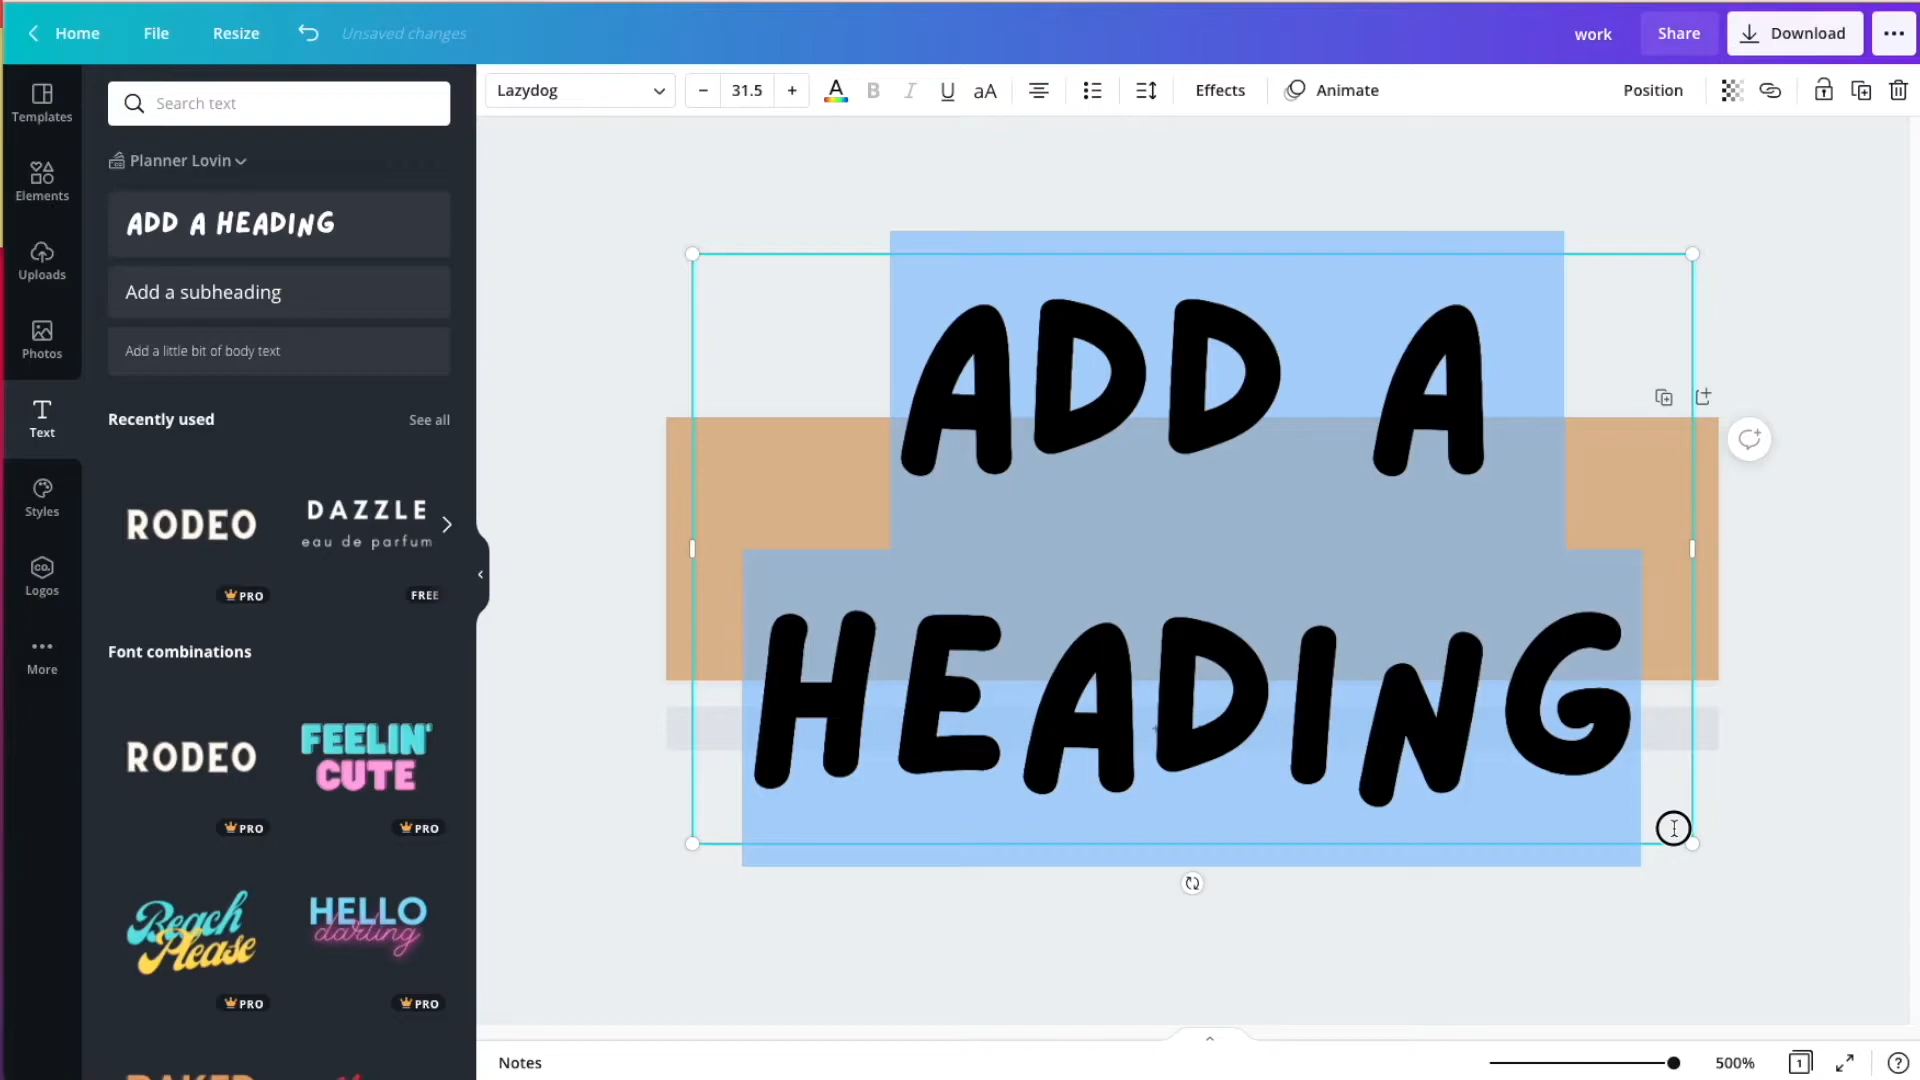 Home File Resize Unsaved changes work Share Download
Lazydog 31.5 A B I U aA Effects Animate Position
Templates
Elements
Uploads
Photos
Text
Styles
CO.
Logos
More
Search text
Planner Lovin
ADD A HEADING
Add a subheading
Add a little bit of body text
Recently used See all
RODEO
PRO
DAZZLE
eau de parfum
FREE
Font combinations
RODEO
PRO
FEELIN'
CUTE
PRO
Beach
Please
PRO
HELLO
darling
PRO
ADD A
HEADING
Notes 500% 1 ?